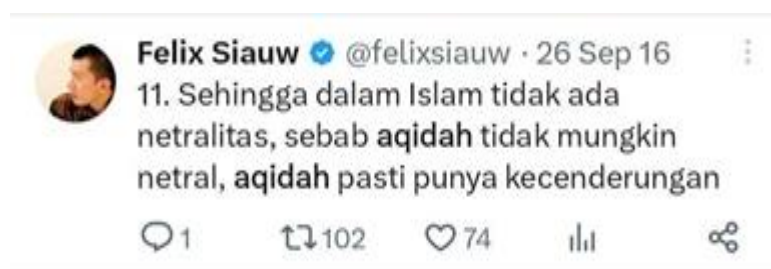 Felix Siauw @felixsiauw · 26 Sep 16
11. Sehingga dalam Islam tidak ada
netralitas, sebab aqidah tidak mungkin
netral, aqidah pasti punya kecenderungan
1 102 74